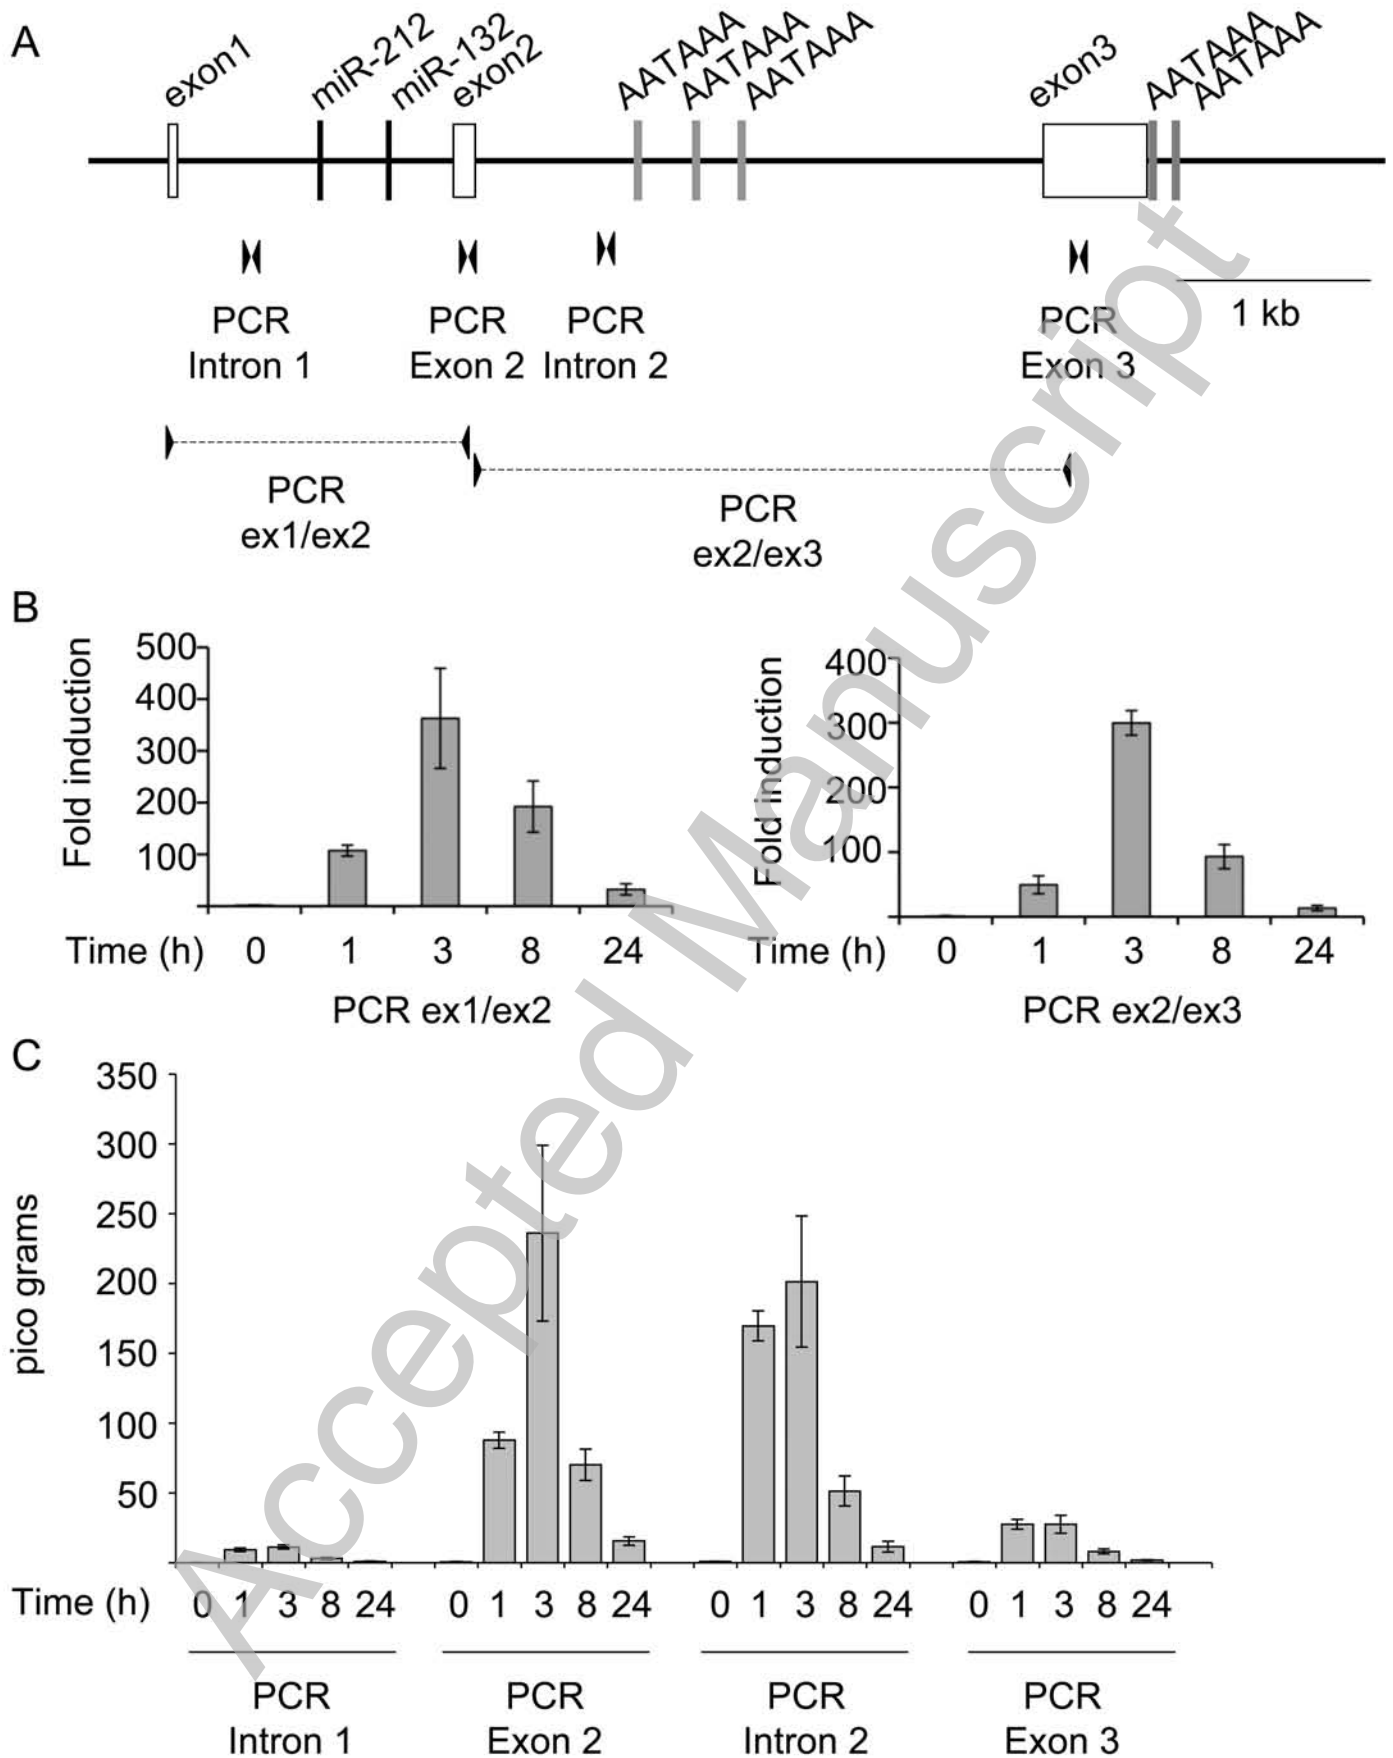 A
exon1
miR-212
miR-132
exon2
AATAAA
AATAAA
AATAAA
exon3
AATAAA
AATAAA
PCR
Intron 1
PCR
Exon 2
PCR
Intron 2
PCR
Exon 3
1 kb
PCR
ex1/ex2
PCR
ex2/ex3
B
Fold induction
500
400
300
200
100
Time (h) 0 1 3 8 24
PCR ex1/ex2
Fold induction
400
300
200
100
Time (h) 0 1 3 8 24
PCR ex2/ex3
C
pico grams
350
300
250
200
150
100
50
Time (h) 0 1 3 8 24 0 1 3 8 24 0 1 3 8 24 0 1 3 8 24
PCR
Intron 1
PCR
Exon 2
PCR
Intron 2
PCR
Exon 3
Accepted Manuscript